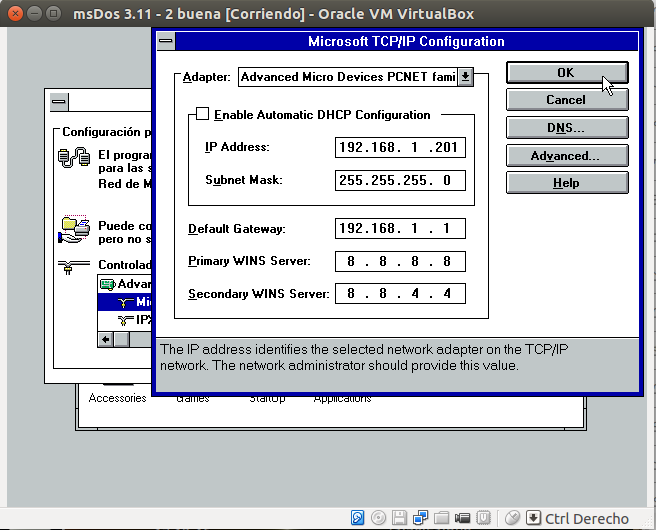 msDos 3.11 - 2 buena [Corriendo] - Oracle VM VirtualBox
Microsoft TCP/IP Configuration
Adapter: Advanced Micro Devices PCNET fami
OK
Cancel
DNS...
Advanced...
Help
Enable Automatic DHCP Configuration
IP Address: 192.168. 1 .201
Subnet Mask: 255.255.255. 0
Default Gateway: 192.168. 1 . 1
Primary WINS Server: 8 . 8 . 8 . 8
Secondary WINS Server: 8 . 8 . 4 . 4
The IP address identifies the selected network adapter on the TCP/IP
network. The network administrator should provide this value.
Configuración p
El program
para las s
Red de M
Puede co
pero no s
Controlad
Advan
Mic
IPX
Accessories Games StartUp Applications
Ctrl Derecho